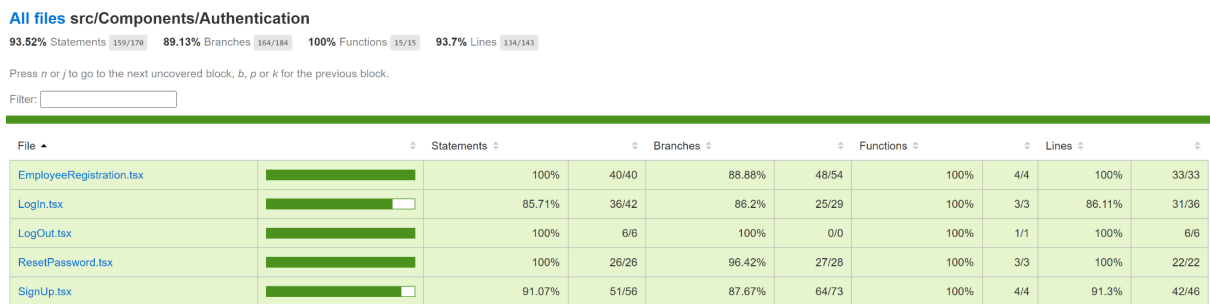 All files src/Components/Authentication
93.52% Statements 159/170 89.13% Branches 164/184 100% Functions 15/15 93.7% Lines 134/143
Press n or j to go to the next uncovered block, b, p or k for the previous block.
Filter:
File Statements Branches Functions Lines
EmployeeRegistration.tsx 100% 40/40 88.88% 48/54 100% 4/4 100% 33/33
LogIn.tsx 85.71% 36/42 86.2% 25/29 100% 3/3 86.11% 31/36
LogOut.tsx 100% 6/6 100% 0/0 100% 1/1 100% 6/6
ResetPassword.tsx 100% 26/26 96.42% 27/28 100% 3/3 100% 22/22
SignUp.tsx 91.07% 51/56 87.67% 64/73 100% 4/4 91.3% 42/46